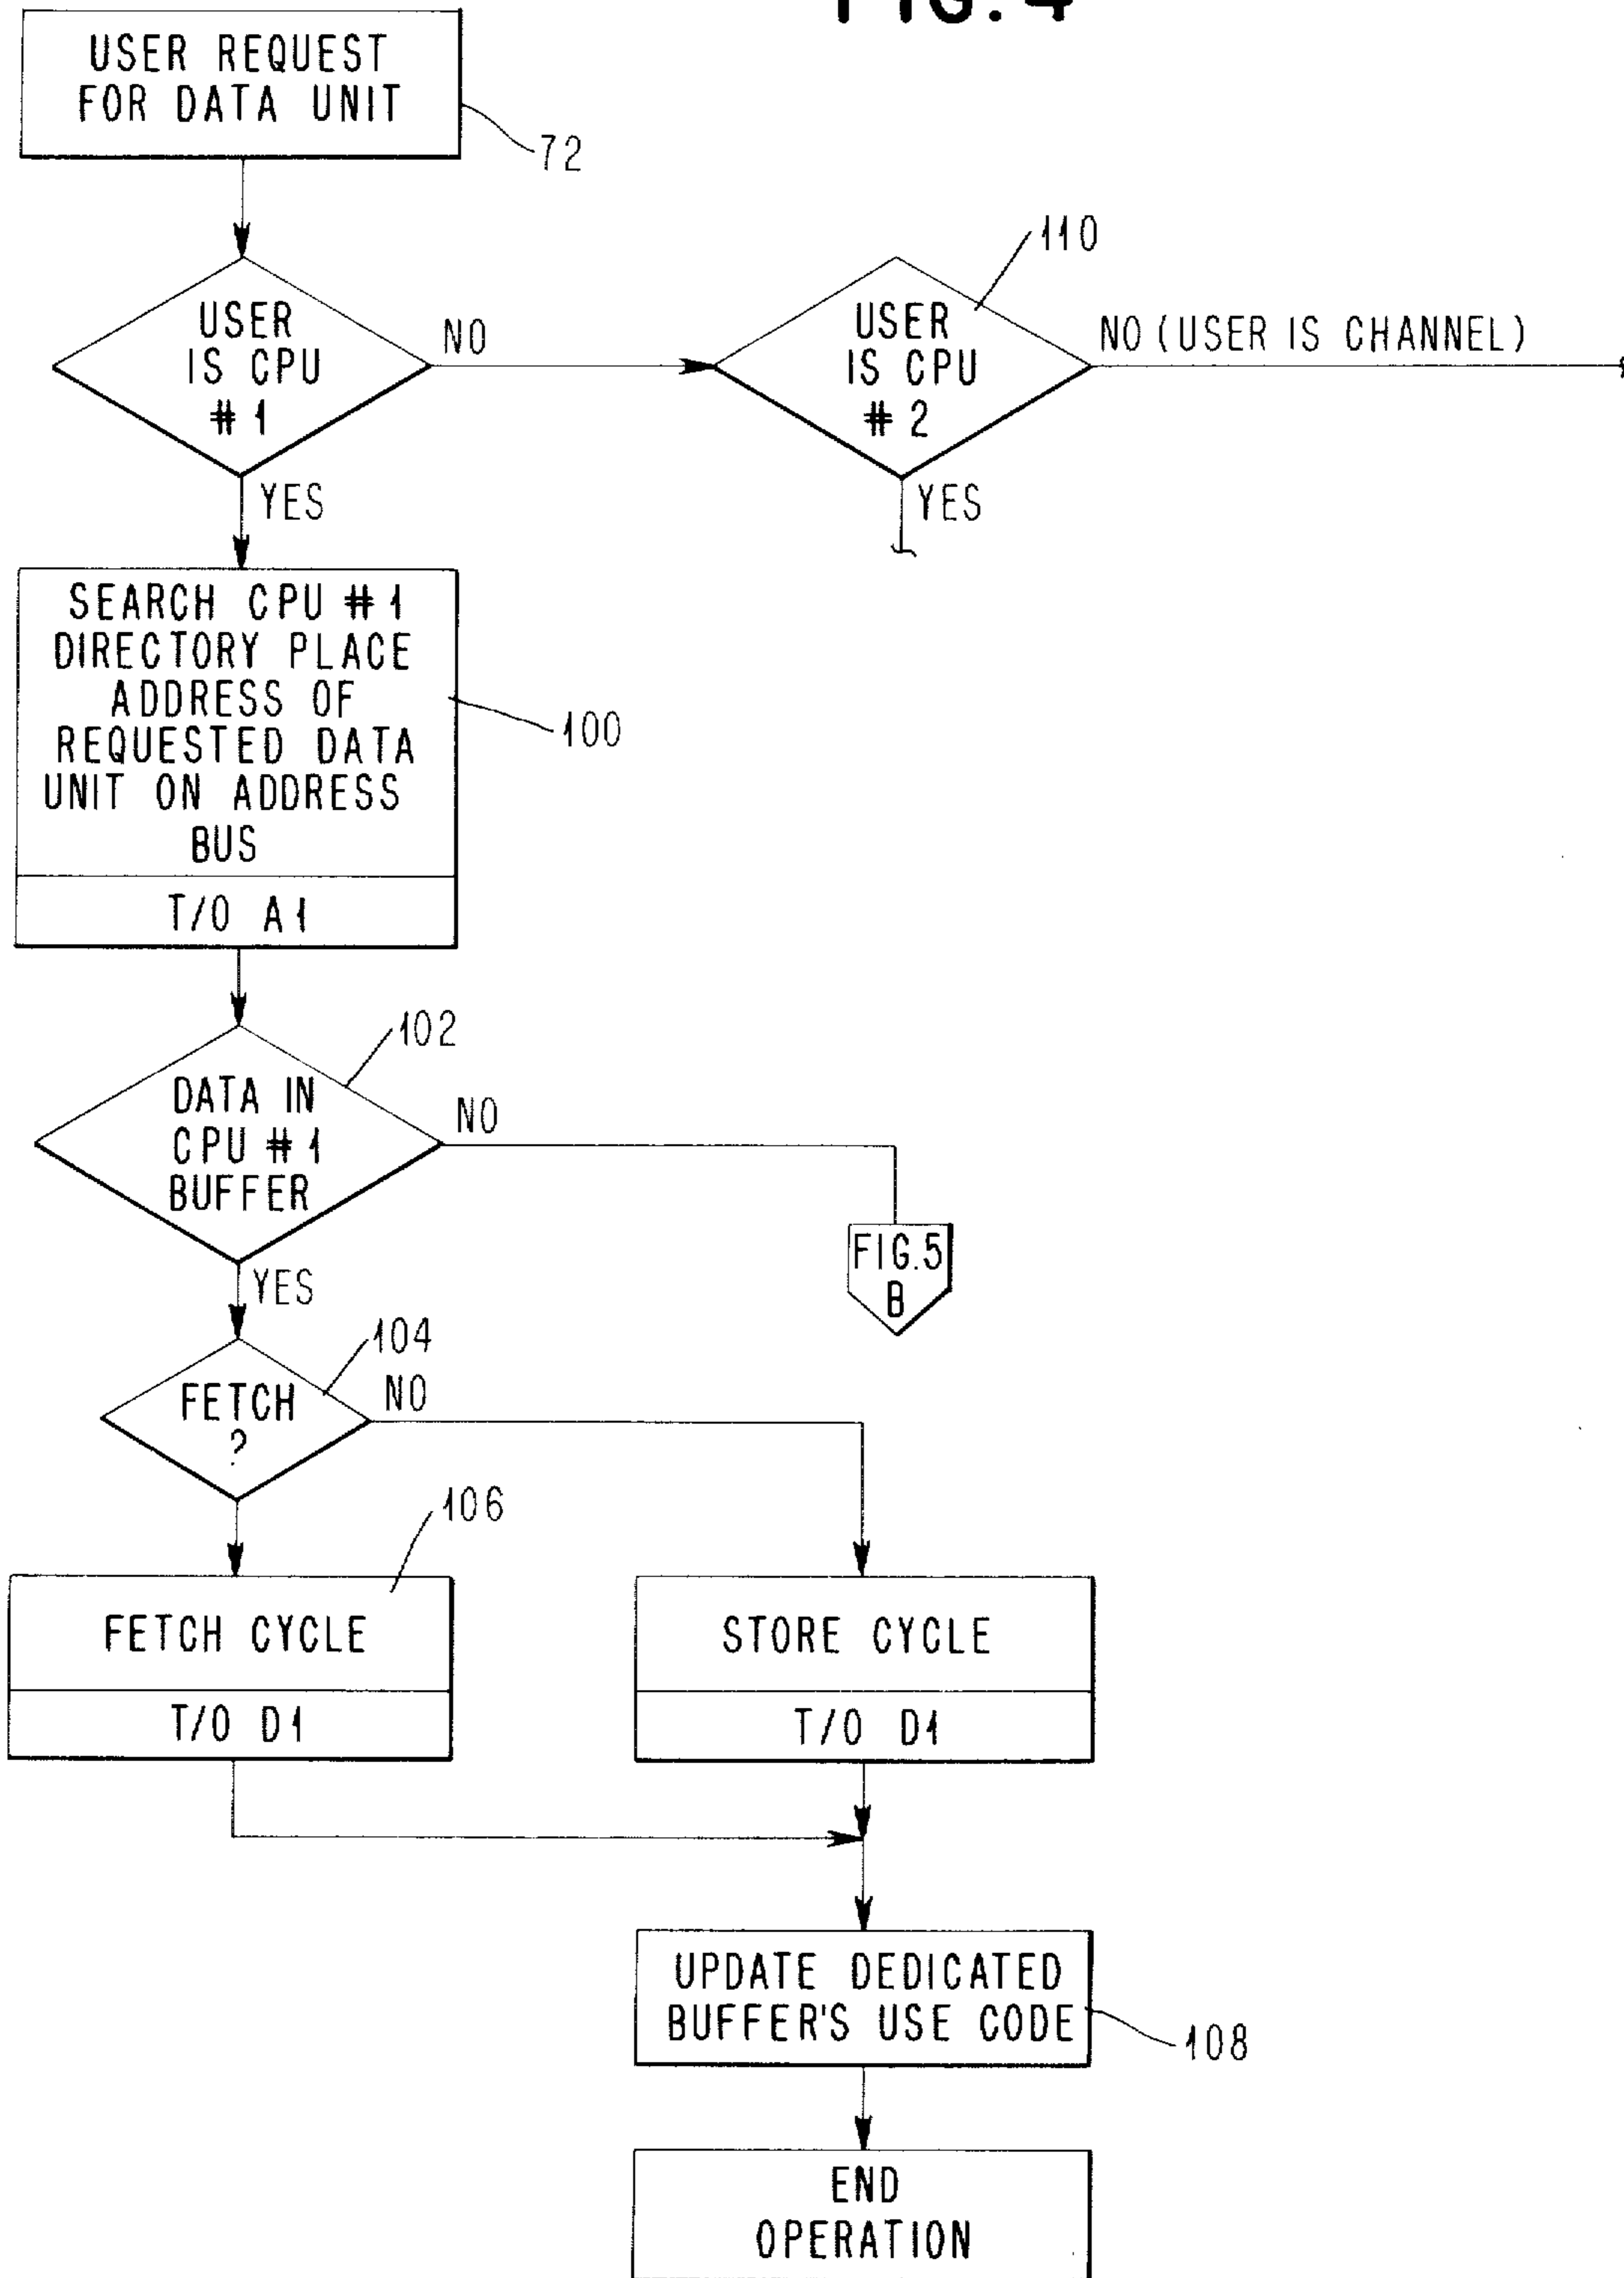 FIG. 4
USER REQUEST
FOR DATA UNIT
72
USER
IS CPU
# 1
NO
YES
110
USER
IS CPU
# 2
NO (USER IS CHANNEL)
YES
SEARCH CPU # 1
DIRECTORY PLACE
ADDRESS OF
REQUESTED DATA
UNIT ON ADDRESS
BUS
T/O A1
100
102
DATA IN
CPU # 1
BUFFER
NO
YES
FIG. 5
B
104
FETCH
?
NO
106
FETCH CYCLE
T/O D1
STORE CYCLE
T/O D1
UPDATE DEDICATED
BUFFER'S USE CODE
108
END
OPERATION